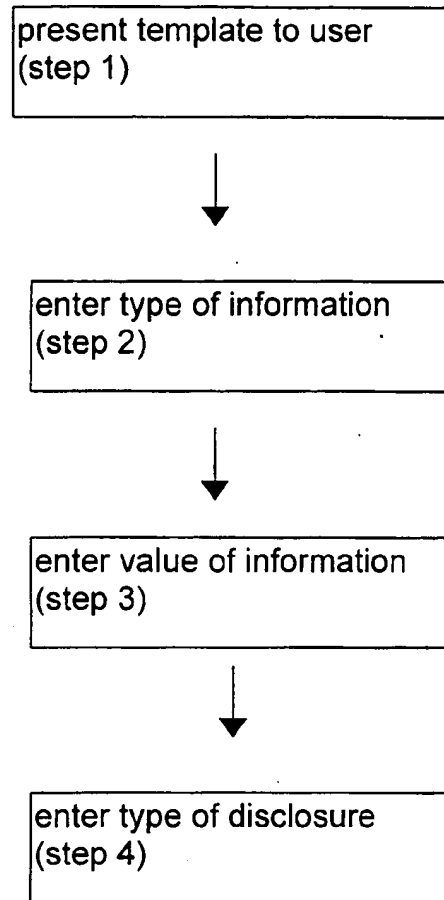 present template to user
(step 1)
enter type of information
(step 2)
enter value of information
(step 3)
enter type of disclosure
(step 4)